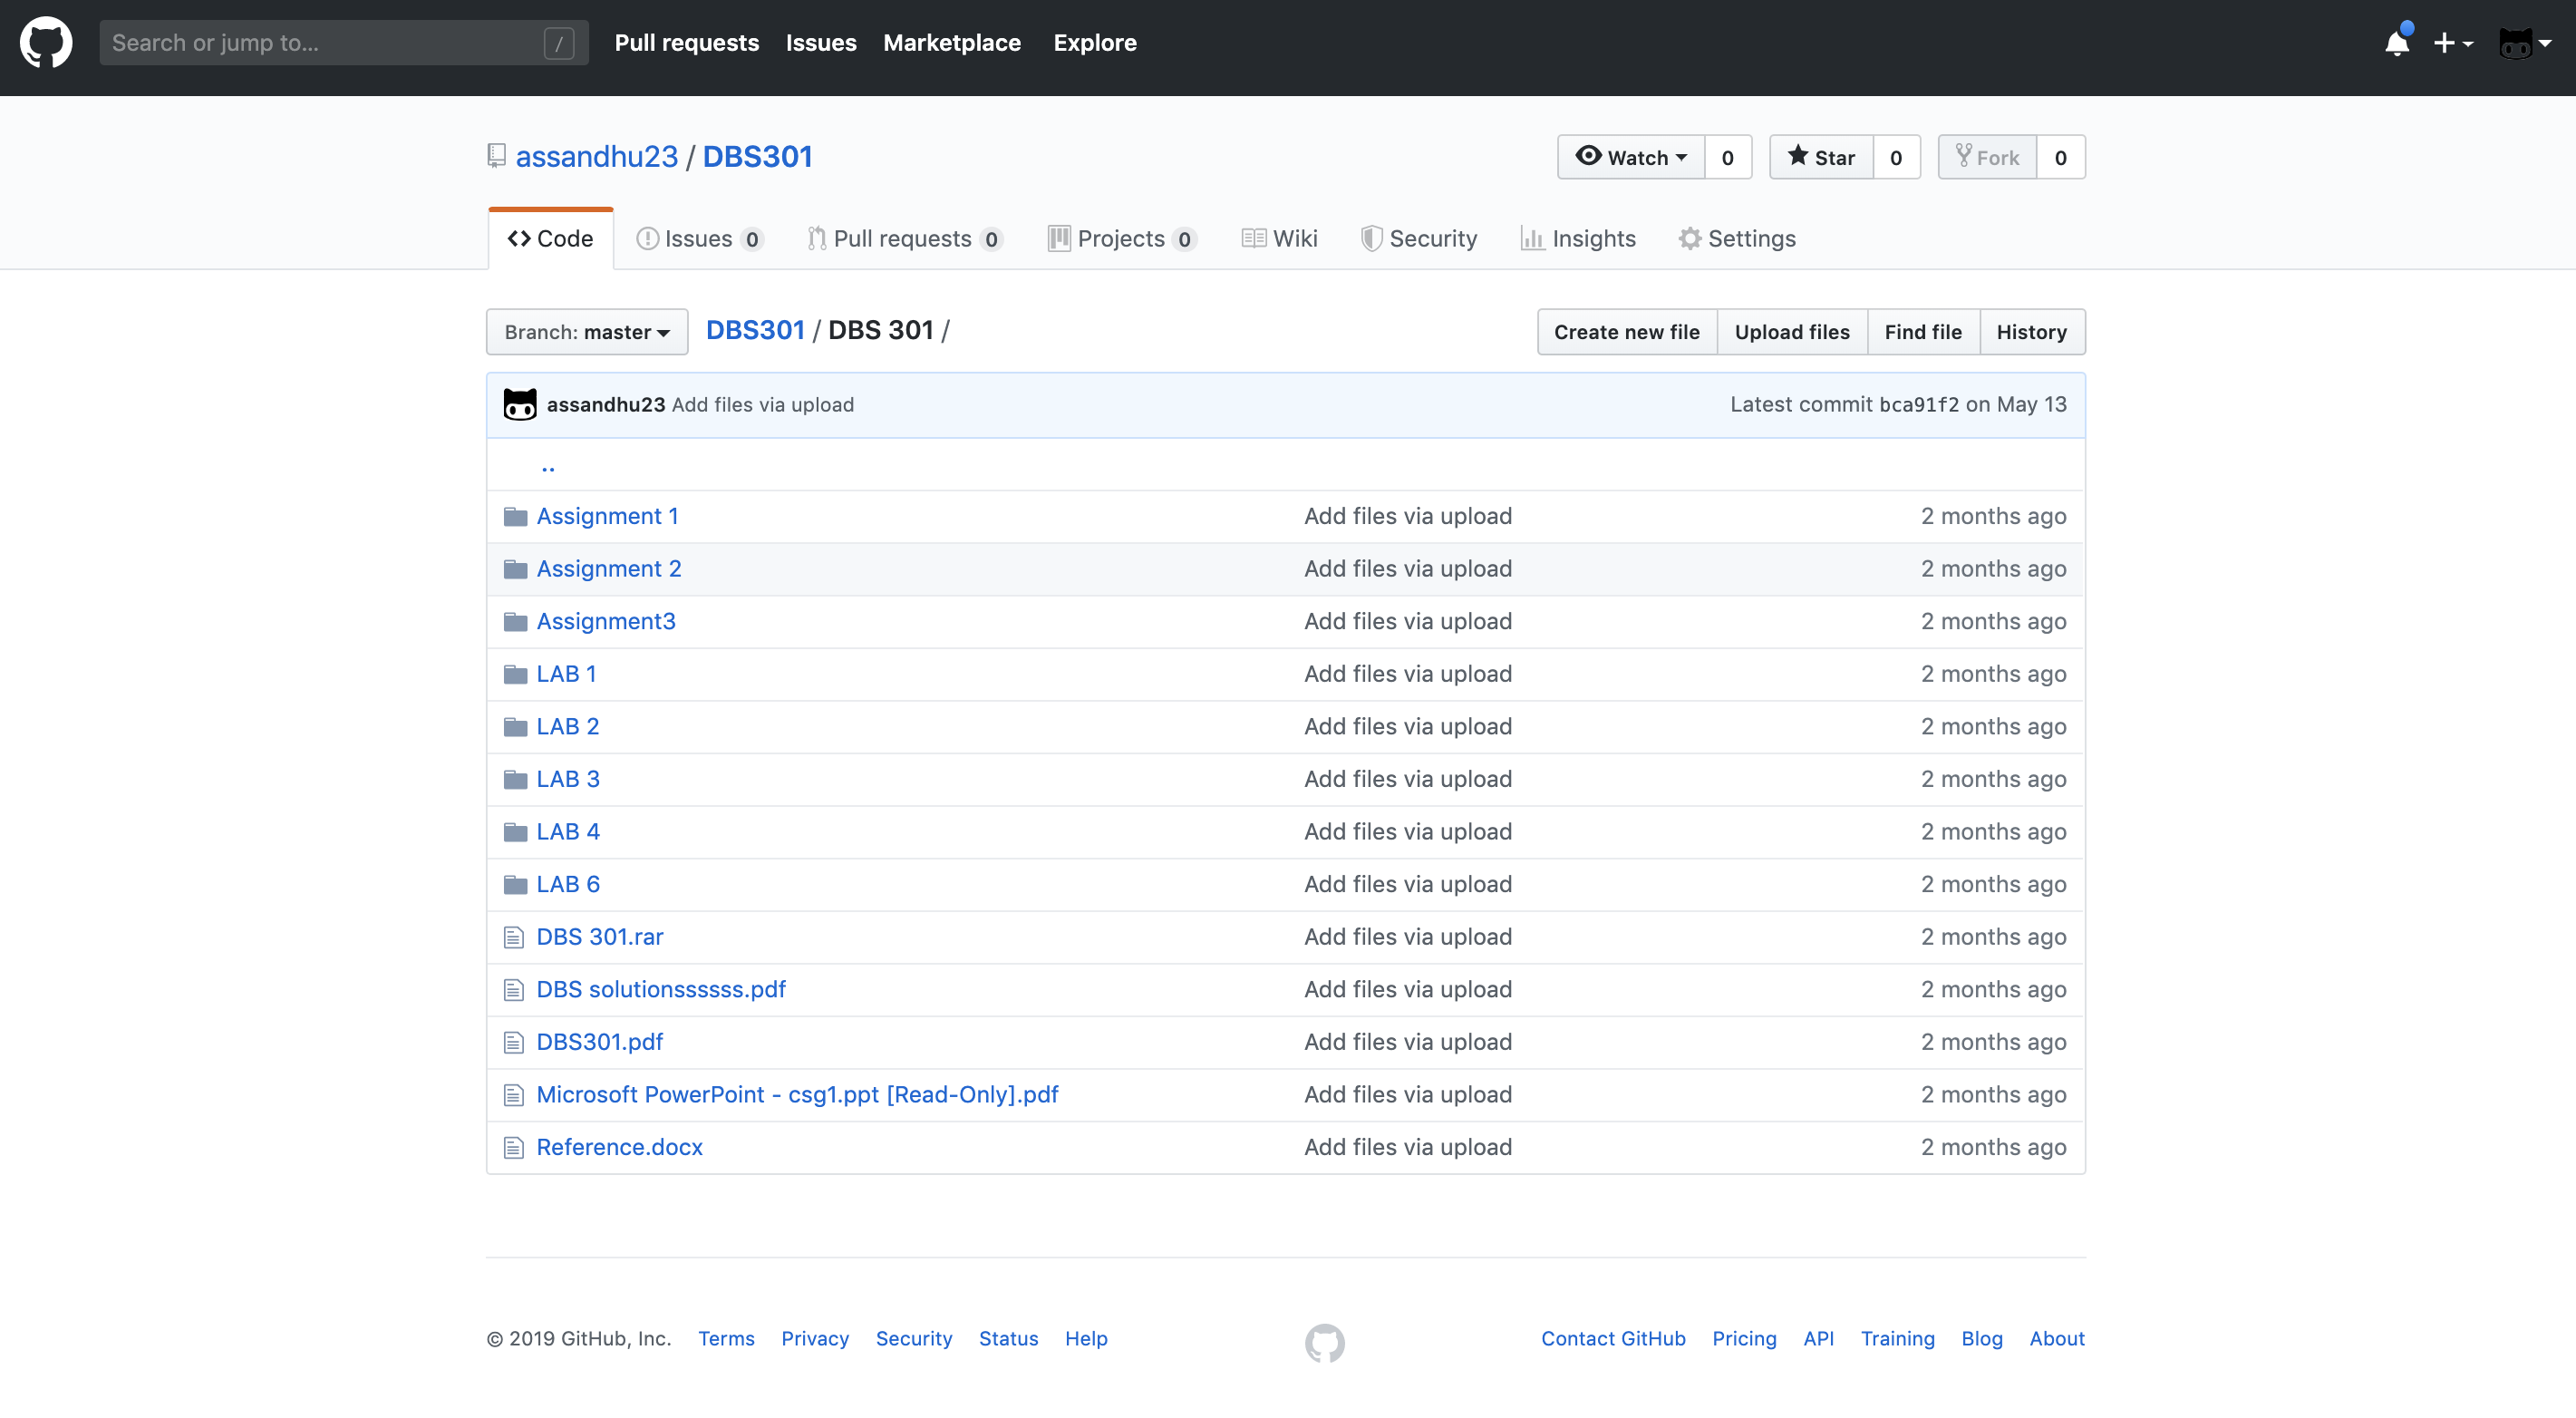 Search or jump to... / Pull requests Issues Marketplace Explore
assandhu23 / DBS301 Watch 0 Star 0 Fork 0
Code Issues 0 Pull requests 0 Projects 0 Wiki Security Insights Settings
Branch: master DBS301 / DBS 301 / Create new file Upload files Find file History
assandhu23 Add files via upload Latest commit bca91f2 on May 13
..
Assignment 1 Add files via upload 2 months ago
Assignment 2 Add files via upload 2 months ago
Assignment3 Add files via upload 2 months ago
LAB 1 Add files via upload 2 months ago
LAB 2 Add files via upload 2 months ago
LAB 3 Add files via upload 2 months ago
LAB 4 Add files via upload 2 months ago
LAB 6 Add files via upload 2 months ago
DBS 301.rar Add files via upload 2 months ago
DBS solutionssssss.pdf Add files via upload 2 months ago
DBS301.pdf Add files via upload 2 months ago
Microsoft PowerPoint - csg1.ppt [Read-Only].pdf Add files via upload 2 months ago
Reference.docx Add files via upload 2 months ago
© 2019 GitHub, Inc. Terms Privacy Security Status Help Contact GitHub Pricing API Training Blog About